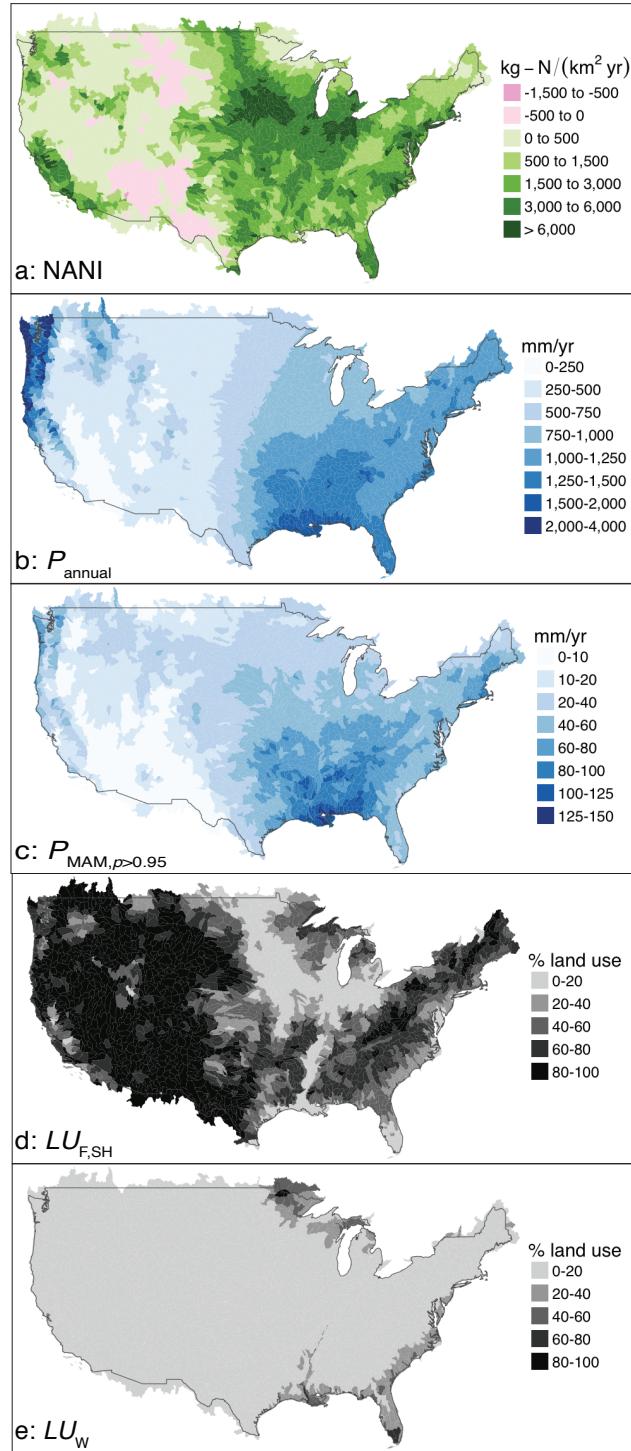 kg – N/(km² yr)
-1,500 to -500
-500 to 0
0 to 500
500 to 1,500
1,500 to 3,000
3,000 to 6,000
> 6,000
a: NANI
mm/yr
0-250
250-500
500-750
750-1,000
1,000-1,250
1,250-1,500
1,500-2,000
2,000-4,000
b: P annual
mm/yr
0-10
10-20
20-40
40-60
60-80
80-100
100-125
125-150
c: P MAM,p>0.95
% land use
0-20
20-40
40-60
60-80
80-100
d: LU F,SH
% land use
0-20
20-40
40-60
60-80
80-100
e: LU W